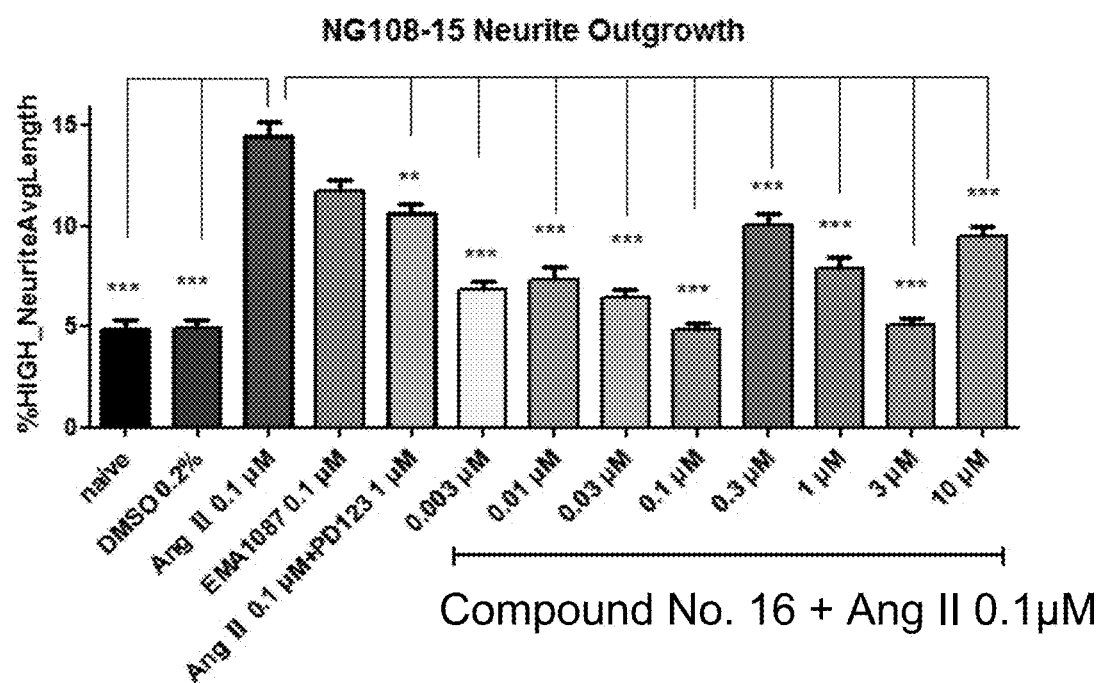 NG108-15 Neurite Outgrowth
%HIGH_NeuriteAvgLength
15
10
5
0
***
***
**
***
***
***
***
***
***
***
***
naive
DMSO 0.2%
Ang II 0.1 µM
EMA1087 0.1 µM
Ang II 0.1 µM+PD123 1 µM
0.003 µM
0.01 µM
0.03 µM
0.1 µM
0.3 µM
1 µM
3 µM
10 µM
Compound No. 16 + Ang II 0.1µM